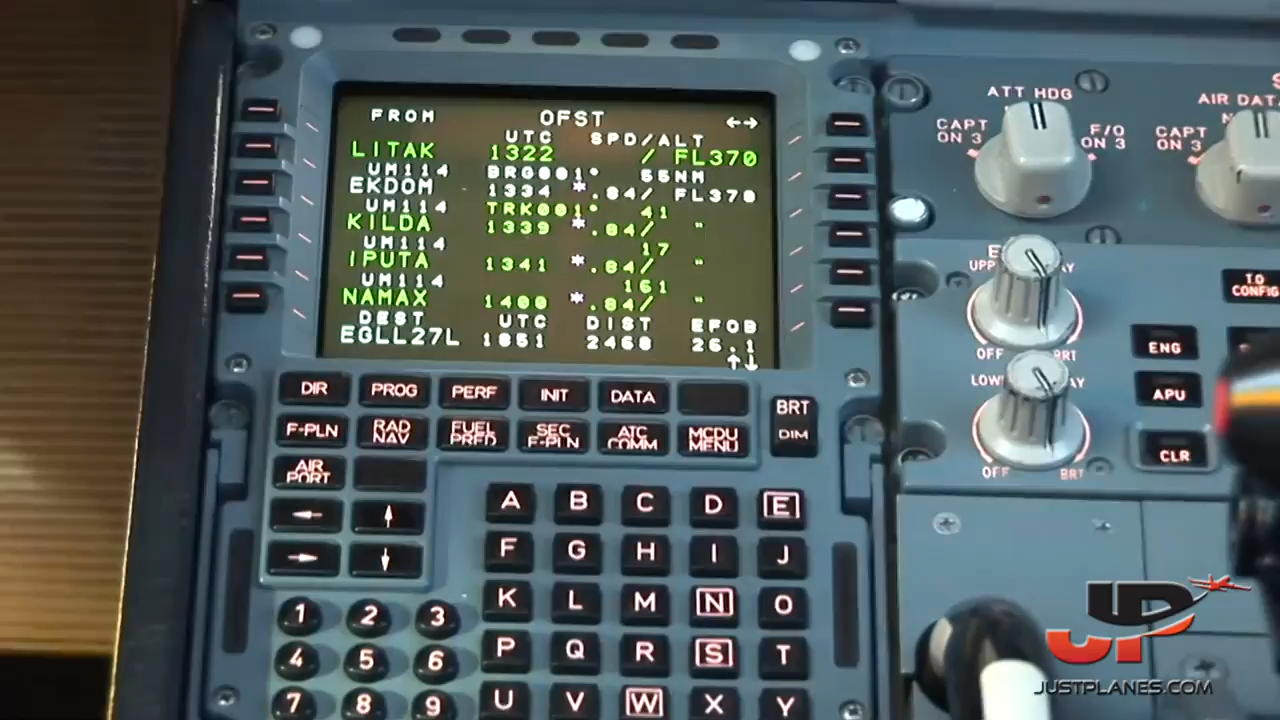 FROM OFST ←→
UTC SPD/ALT
LITAK 1322 / FL370
UM114 BRG001° 55NM
EKDOM 1334 *.84/ FL370
UM114 TRK001° 41
KILDA 1339 *.84/ "
UM114 17
IPUTA 1341 *.84/ "
UM114 161
NAMAX 1400 *.84/ "
DEST UTC DIST EFOB
EGLL27L 1851 2468 26.1
↑↓
DIR PROG PERF INIT DATA
BRT
DIM
F-PLN RAD NAV FUEL PRED SEC F-PLN ATC COMM MCDU MENU
AIR PORT
← ↑
→ ↓
A B C D E
F G H I J
K L M N O
P Q R S T
U V W X Y
1 2 3
4 5 6
7 8 9
ATT HDG
CAPT ON 3
F/O ON 3
AIR DATA
CAPT ON 3
OFF BRT
OFF BRT
T.O CONFIG
ENG
APU
CLR
JP
JUSTPLANES.COM